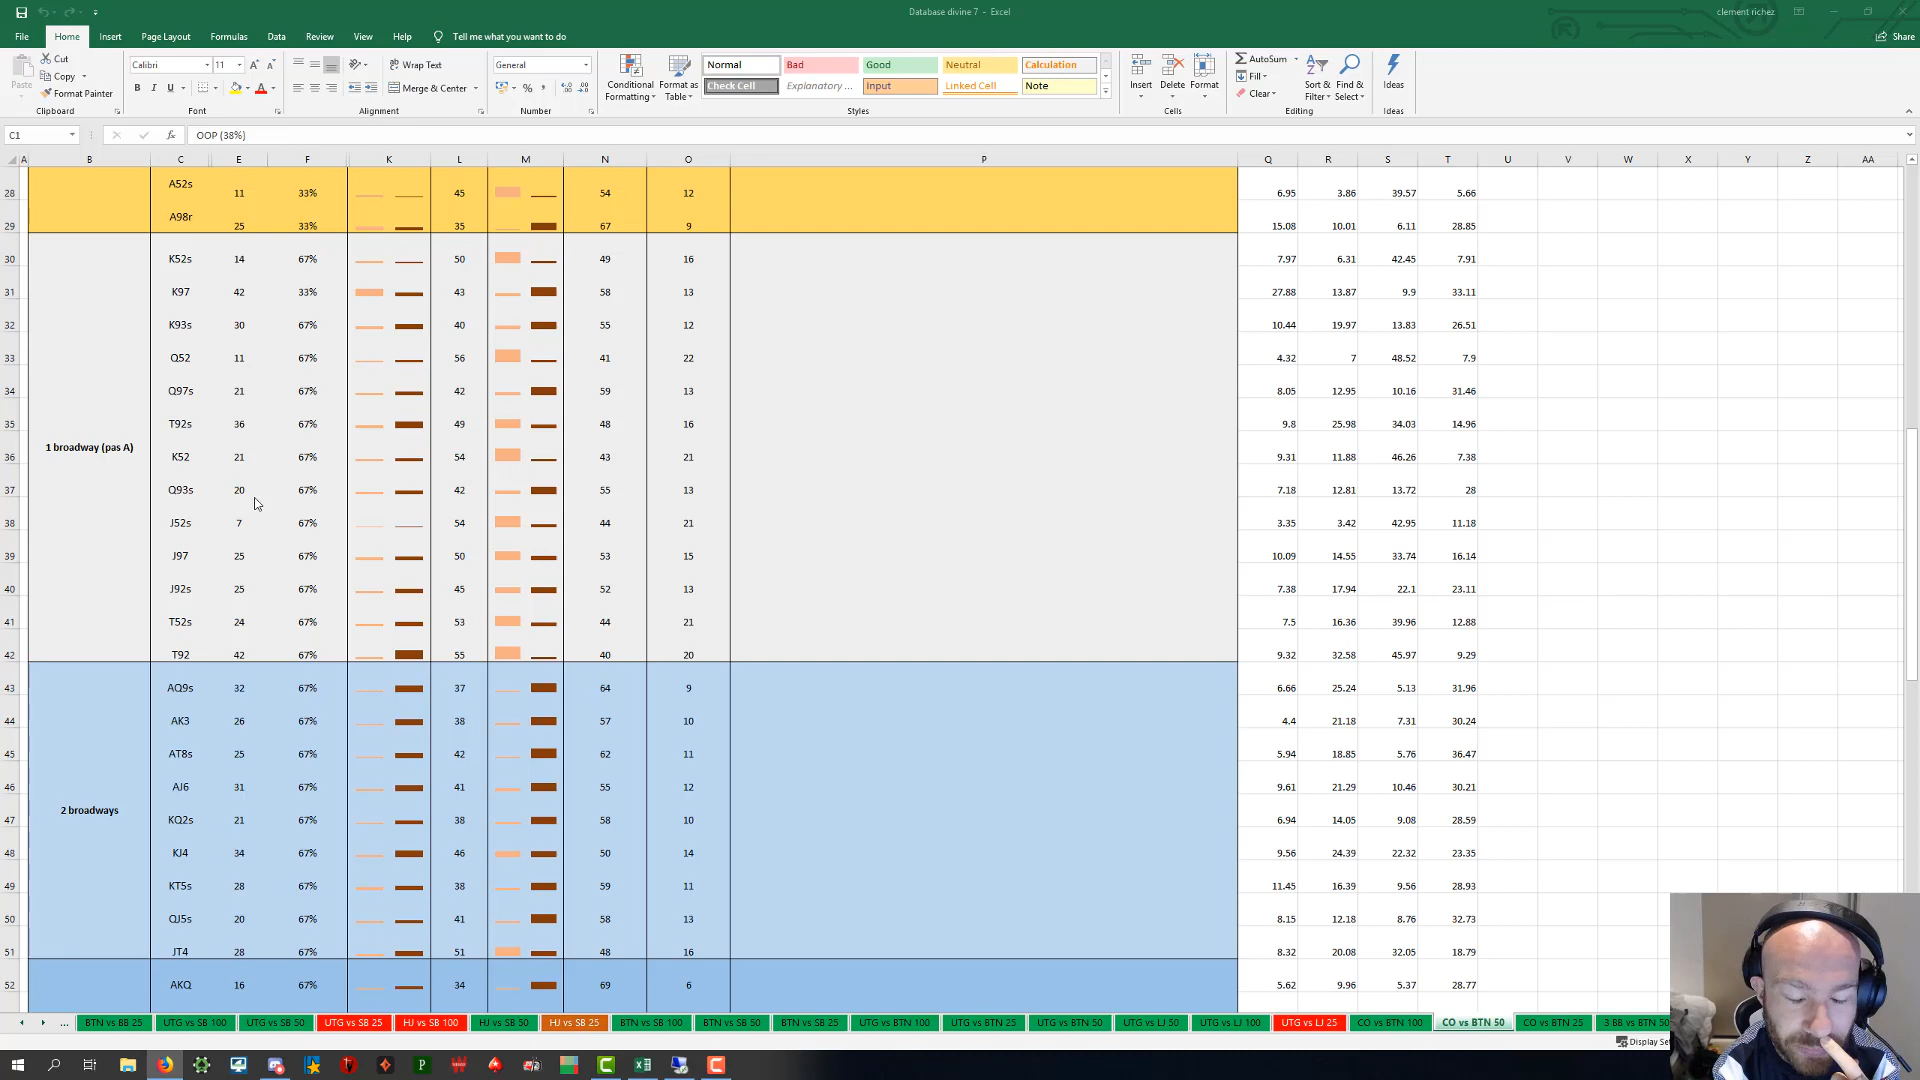 Database divine 7 - Excel
clement richez
File Home Insert Page Layout Formulas Data Review View Help Tell me what you want to do Share
Paste Cut Copy Format Painter Clipboard
Calibri 11 B I U Font
Wrap Text Merge & Center Alignment
General % Number
Conditional Formatting Format as Table
Normal Bad Good Neutral Calculation
Check Cell Explanatory ... Input Linked Cell Note
Styles
Insert Delete Format Cells
AutoSum Fill Clear Sort & Filter Find & Select Editing
Ideas Ideas
C1 fx OOP (38%)
A B C E F K L M N O P Q R S T U V W X Y Z AA
28 A52s 11 33% 45 54 12 6.95 3.86 39.57 5.66
29 A98r 25 33% 35 67 9 15.08 10.01 6.11 28.85
30 K52s 14 67% 50 49 16 7.97 6.31 42.45 7.91
31 K97 42 33% 43 58 13 27.88 13.87 9.9 33.11
32 K93s 30 67% 40 55 12 10.44 19.97 13.83 26.51
33 Q52 11 67% 56 41 22 4.32 7 48.52 7.9
34 Q97s 21 67% 42 59 13 8.05 12.95 10.16 31.46
35 T92s 36 67% 49 48 16 9.8 25.98 34.03 14.96
1 broadway (pas A)
36 K52 21 67% 54 43 21 9.31 11.88 46.26 7.38
37 Q93s 20 67% 42 55 13 7.18 12.81 13.72 28
38 J52s 7 67% 54 44 21 3.35 3.42 42.95 11.18
39 J97 25 67% 50 53 15 10.09 14.55 33.74 16.14
40 J92s 25 67% 45 52 13 7.38 17.94 22.1 23.11
41 T52s 24 67% 53 44 21 7.5 16.36 39.96 12.88
42 T92 42 67% 55 40 20 9.32 32.58 45.97 9.29
43 AQ9s 32 67% 37 64 9 6.66 25.24 5.13 31.96
44 AK3 26 67% 38 57 10 4.4 21.18 7.31 30.24
45 AT8s 25 67% 42 62 11 5.94 18.85 5.76 36.47
46 AJ6 31 67% 41 55 12 9.61 21.29 10.46 30.21
2 broadways
47 KQ2s 21 67% 38 58 10 6.94 14.05 9.08 28.59
48 KJ4 34 67% 46 50 14 9.56 24.39 22.32 23.35
49 KT5s 28 67% 38 59 11 11.45 16.39 9.56 28.93
50 QJ5s 20 67% 41 58 13 8.15 12.18 8.76 32.73
51 JT4 28 67% 51 48 16 8.32 20.08 32.05 18.79
52 AKQ 16 67% 34 69 6 5.62 9.96 5.37 28.77
... BTN vs BB 25 UTG vs SB 100 UTG vs SB 50 UTG vs SB 25 HJ vs SB 100 HJ vs SB 50 HJ vs SB 25 BTN vs SB 100 BTN vs SB 50 BTN vs SB 25 UTG vs BTN 100 UTG vs BTN 25 UTG vs BTN 50 UTG vs LJ 50 UTG vs LJ 100 UTG vs LJ 25 CO vs BTN 100 CO vs BTN 50 CO vs BTN 25 3 BB vs BTN 50
Display